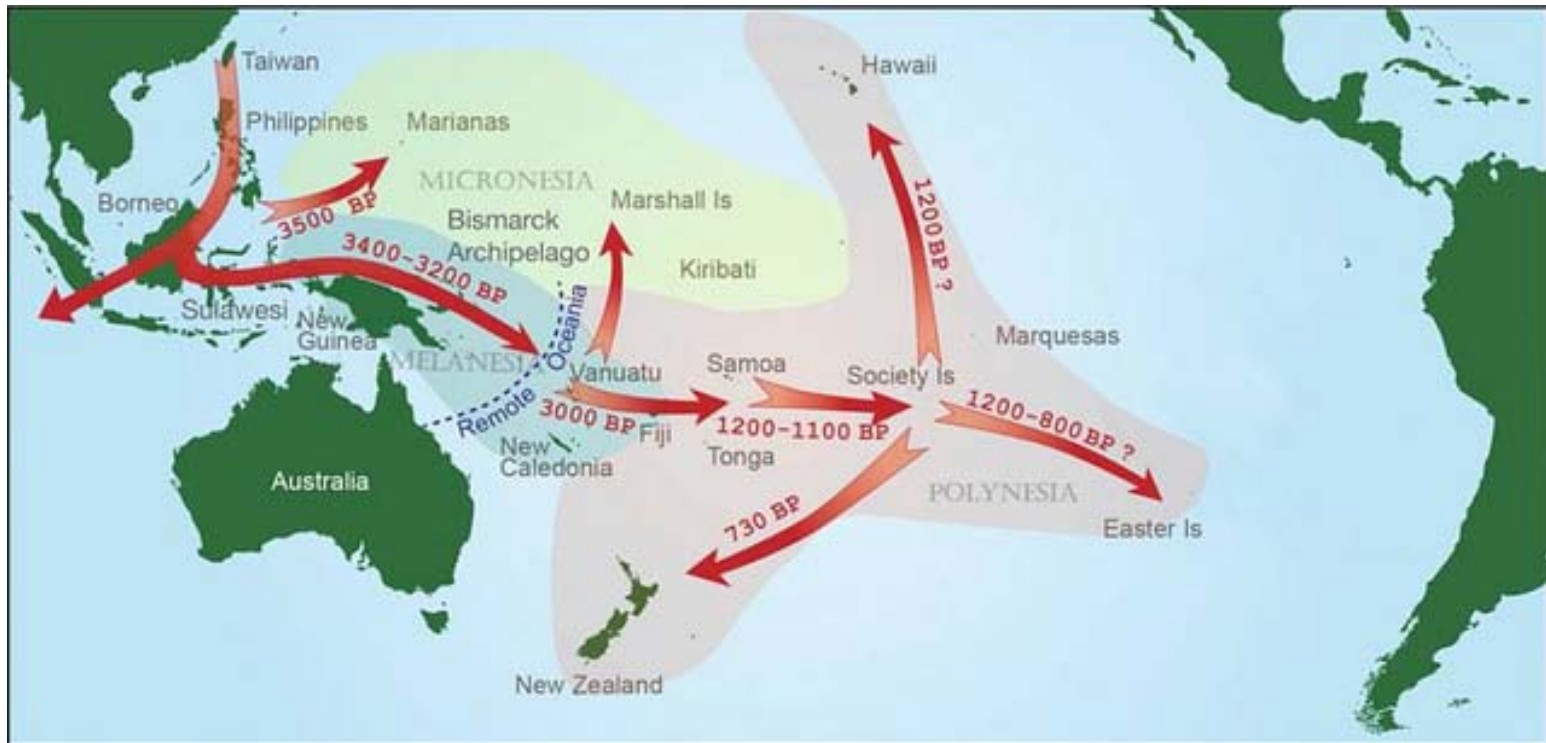 Taiwan
Hawaii
Philippines
Marianas
MICRONESIA
Borneo
3500 BP
Marshall Is
Bismarck
Archipelago
3400-3200 BP
1200 BP ?
Kiribati
Sulawesi
New
Guinea
Oceania
Remote
MELANESIA
Marquesas
Vanuatu
Samoa
Society Is
3000 BP
Fiji
1200-1100 BP
1200-800 BP ?
New
Caledonia
Tonga
Australia
POLYNESIA
730 BP
Easter Is
New Zealand